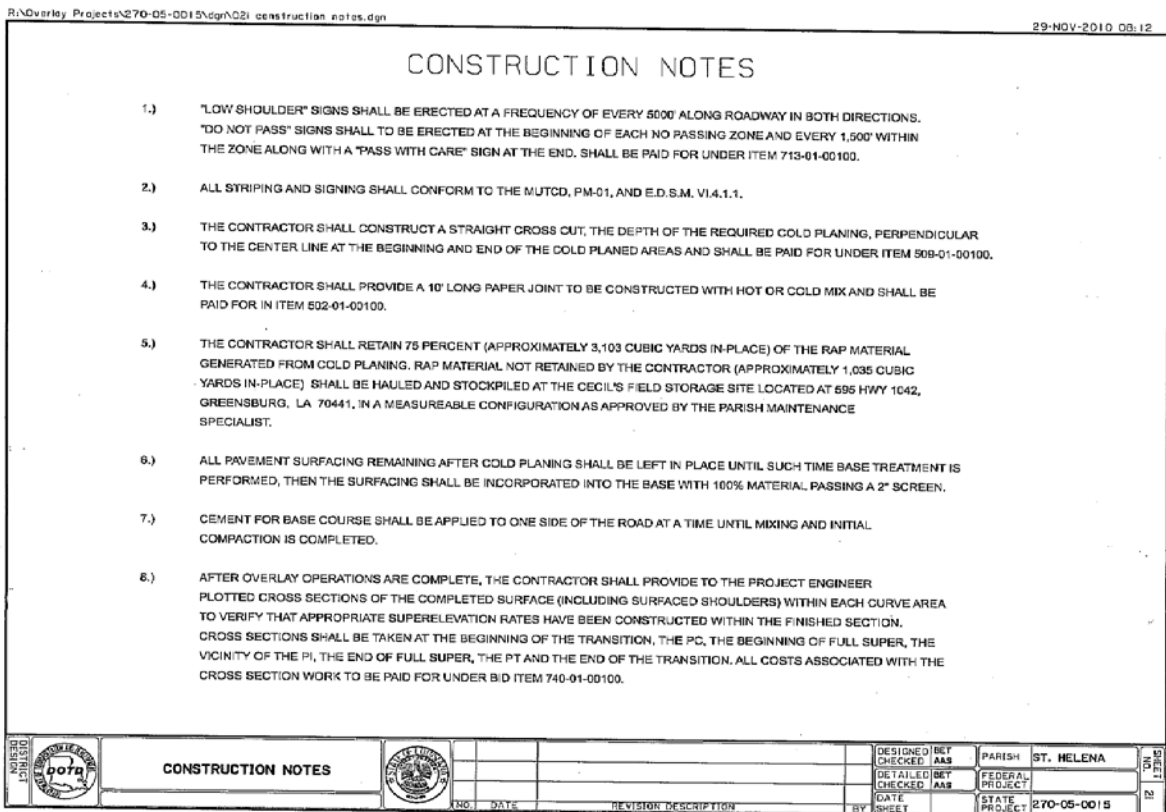 R:\Overlay Projects\270-05-0015\dgn\02i construction notes.dgn
29-NOV-2010 08:12
CONSTRUCTION NOTES
1.) "LOW SHOULDER" SIGNS SHALL BE ERECTED AT A FREQUENCY OF EVERY 5000' ALONG ROADWAY IN BOTH DIRECTIONS.
"DO NOT PASS" SIGNS SHALL TO BE ERECTED AT THE BEGINNING OF EACH NO PASSING ZONE AND EVERY 1,500' WITHIN
THE ZONE ALONG WITH A "PASS WITH CARE" SIGN AT THE END. SHALL BE PAID FOR UNDER ITEM 713-01-00100.
2.) ALL STRIPING AND SIGNING SHALL CONFORM TO THE MUTCD, PM-01, AND E.D.S.M. VI.4.1.1.
3.) THE CONTRACTOR SHALL CONSTRUCT A STRAIGHT CROSS CUT, THE DEPTH OF THE REQUIRED COLD PLANING, PERPENDICULAR
TO THE CENTER LINE AT THE BEGINNING AND END OF THE COLD PLANED AREAS AND SHALL BE PAID FOR UNDER ITEM 509-01-00100.
4.) THE CONTRACTOR SHALL PROVIDE A 10' LONG PAPER JOINT TO BE CONSTRUCTED WITH HOT OR COLD MIX AND SHALL BE
PAID FOR IN ITEM 502-01-00100.
5.) THE CONTRACTOR SHALL RETAIN 75 PERCENT (APPROXIMATELY 3,103 CUBIC YARDS IN-PLACE) OF THE RAP MATERIAL
GENERATED FROM COLD PLANING. RAP MATERIAL NOT RETAINED BY THE CONTRACTOR (APPROXIMATELY 1,035 CUBIC
YARDS IN-PLACE) SHALL BE HAULED AND STOCKPILED AT THE CECIL'S FIELD STORAGE SITE LOCATED AT 595 HWY 1042,
GREENSBURG, LA 70441, IN A MEASUREABLE CONFIGURATION AS APPROVED BY THE PARISH MAINTENANCE
SPECIALIST.
6.) ALL PAVEMENT SURFACING REMAINING AFTER COLD PLANING SHALL BE LEFT IN PLACE UNTIL SUCH TIME BASE TREATMENT IS
PERFORMED, THEN THE SURFACING SHALL BE INCORPORATED INTO THE BASE WITH 100% MATERIAL PASSING A 2" SCREEN.
7.) CEMENT FOR BASE COURSE SHALL BE APPLIED TO ONE SIDE OF THE ROAD AT A TIME UNTIL MIXING AND INITIAL
COMPACTION IS COMPLETED.
8.) AFTER OVERLAY OPERATIONS ARE COMPLETE, THE CONTRACTOR SHALL PROVIDE TO THE PROJECT ENGINEER
PLOTTED CROSS SECTIONS OF THE COMPLETED SURFACE (INCLUDING SURFACED SHOULDERS) WITHIN EACH CURVE AREA
TO VERIFY THAT APPROPRIATE SUPERELEVATION RATES HAVE BEEN CONSTRUCTED WITHIN THE FINISHED SECTION.
CROSS SECTIONS SHALL BE TAKEN AT THE BEGINNING OF THE TRANSITION, THE PC, THE BEGINNING OF FULL SUPER, THE
VICINITY OF THE PI, THE END OF FULL SUPER, THE PT AND THE END OF THE TRANSITION. ALL COSTS ASSOCIATED WITH THE
CROSS SECTION WORK TO BE PAID FOR UNDER BID ITEM 740-01-00100.
DISTRICT
DESIGN
DOTD
CONSTRUCTION NOTES
NO. DATE REVISION DESCRIPTION BY
DESIGNED BET
CHECKED AAS
DETAILED BET
CHECKED AAS
DATE
SHEET
PARISH ST. HELENA
FEDERAL
PROJECT
STATE
PROJECT 270-05-0015
SHEET
NO. 2i